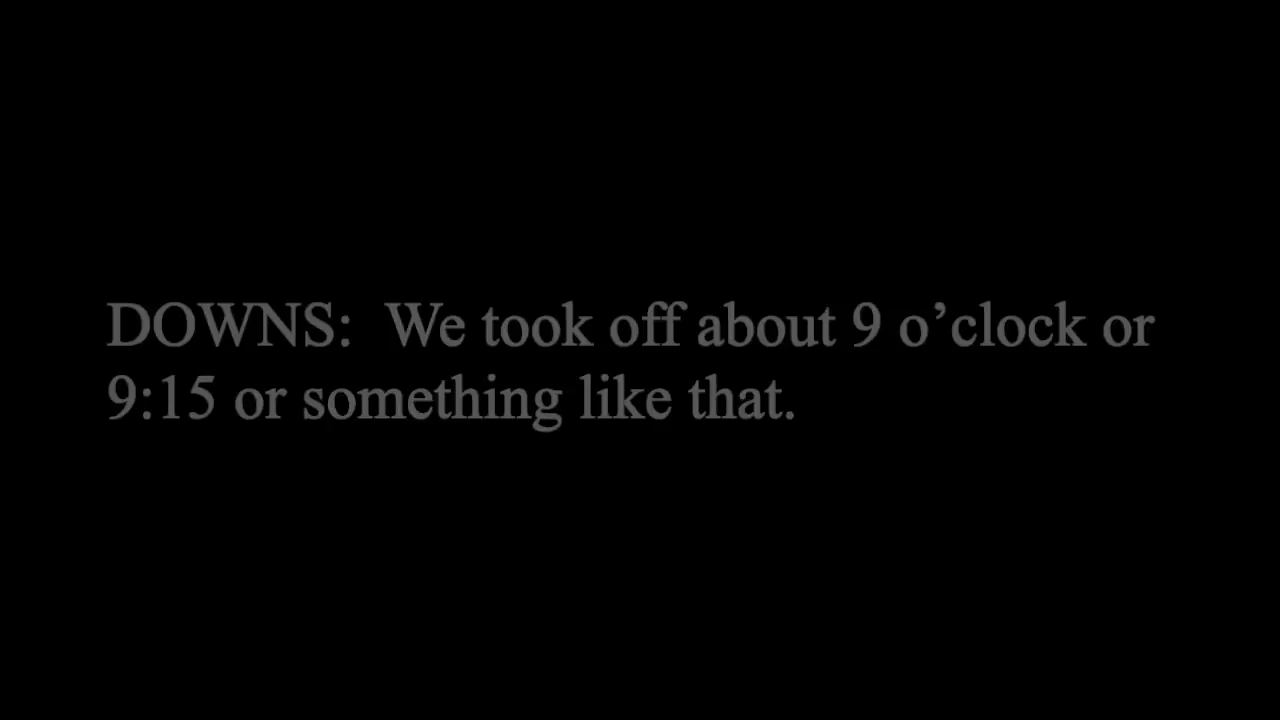 DOWNS:  We took off about 9 o’clock or
9:15 or something like that.